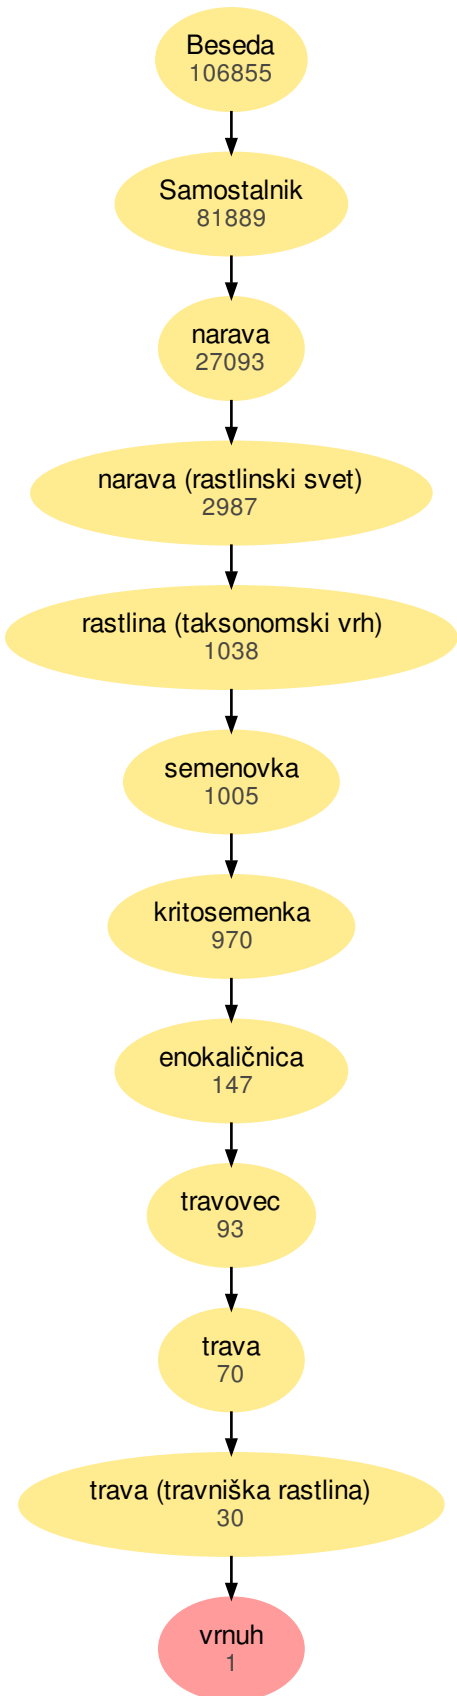 Beseda
106855
Samostalnik
81889
narava
27093
narava (rastlinski svet)
2987
rastlina (taksonomski vrh)
1038
semenovka
1005
kritosemenka
970
enokaličnica
147
travovec
93
trava
70
trava (travniška rastlina)
30
vrnuh
1